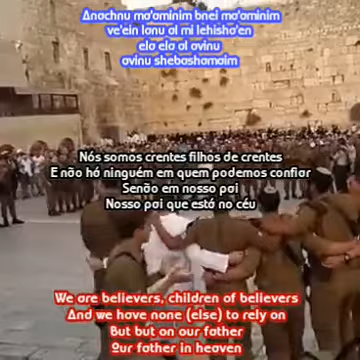 Anachnu ma'aminim bnei ma'aminim
ve'ein lanu al mi lehisha'en
ela ela al avinu
avinu shebashamaim
Nós somos crentes filhos de crentes
E não há ninguém em quem podemos confiar
Senão em nosso pai
Nosso pai que está no céu
We are believers, children of believers
And we have none (else) to rely on
But but on our father
Our father in heaven